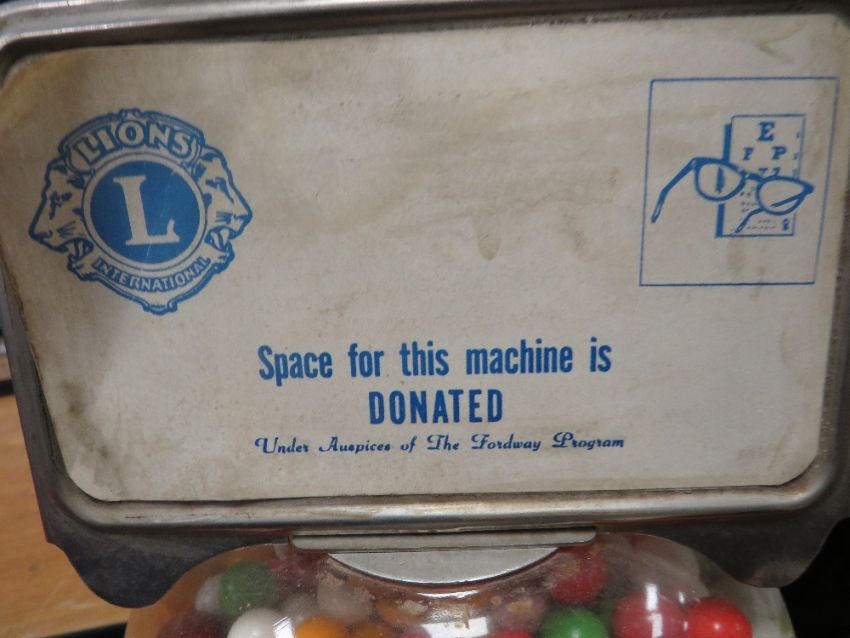 LIONS
L
INTERNATIONAL
E
F P
Space for this machine is
DONATED
Under Auspices of The Fordway Program